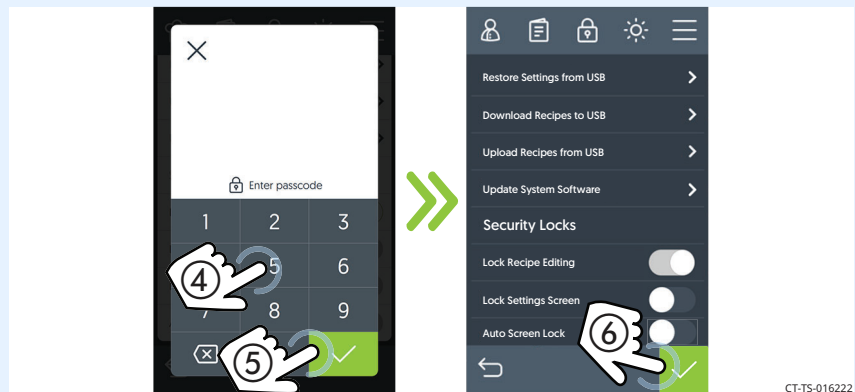 Enter passcode
1 2 3
④ 5 6
7 8 9
⑤
Restore Settings from USB
Download Recipes to USB
Upload Recipes from USB
Update System Software
Security Locks
Lock Recipe Editing
Lock Settings Screen
Auto Screen Lock
⑥
CT-TS-016222